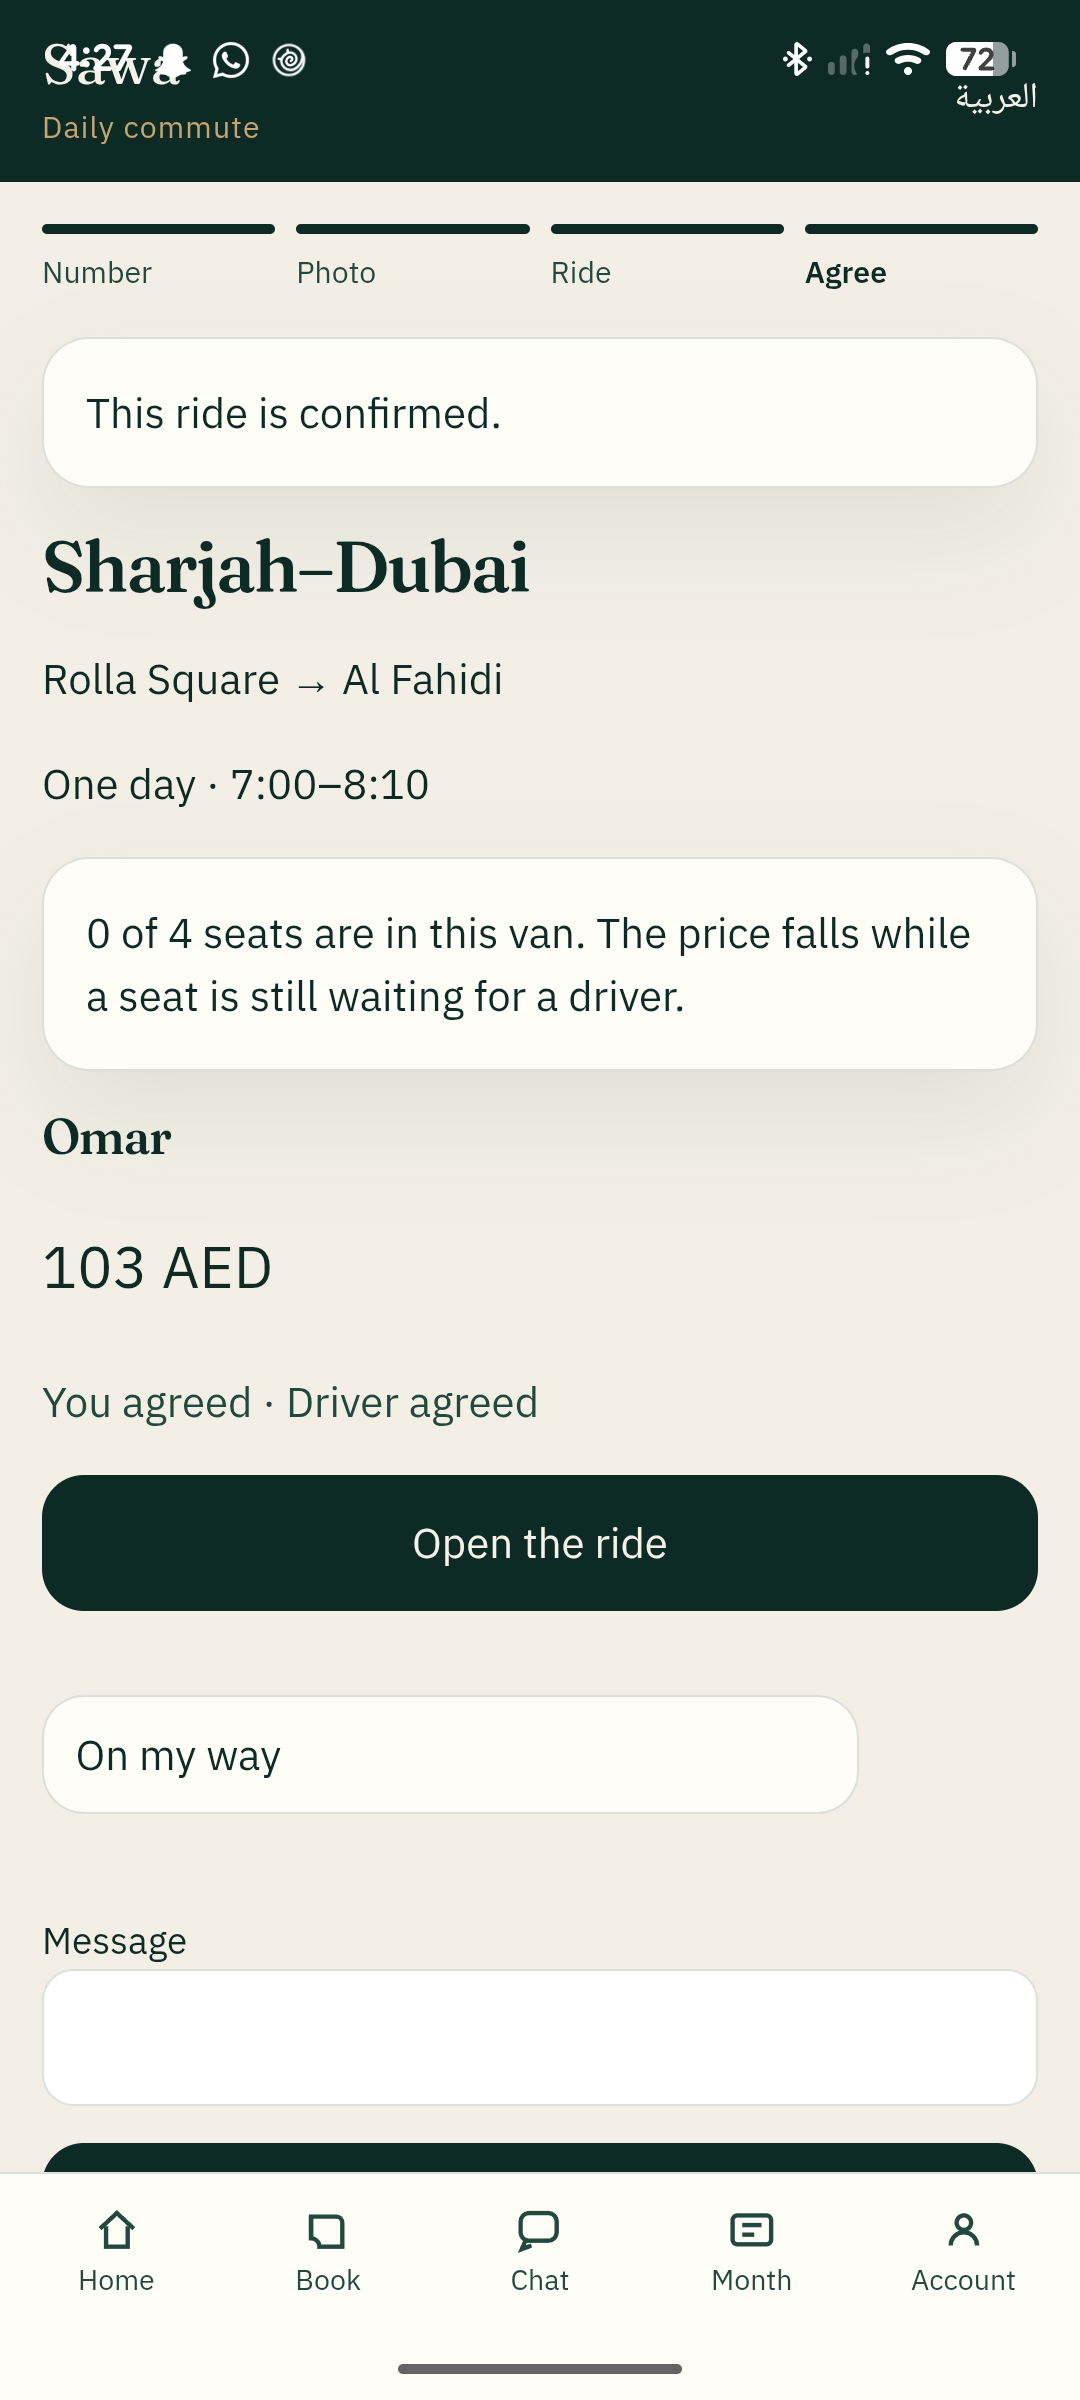 Sawa
4:27
72
العربية
Daily commute
Number Photo Ride Agree
This ride is confirmed.
Sharjah–Dubai
Rolla Square → Al Fahidi
One day · 7:00–8:10
0 of 4 seats are in this van. The price falls while
a seat is still waiting for a driver.
Omar
103 AED
You agreed · Driver agreed
Open the ride
On my way
Message
Home Book Chat Month Account